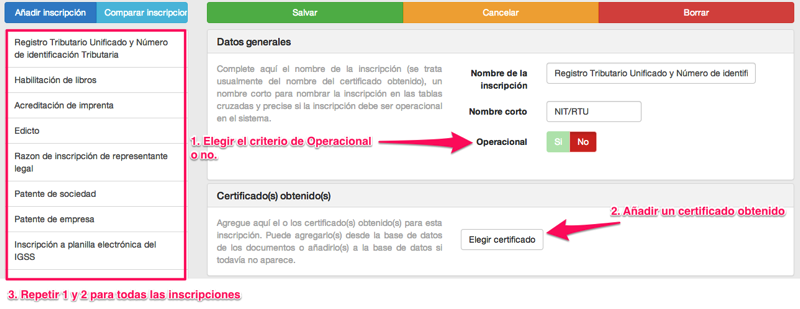 Añadir inscripción
Comparar inscripcion
Registro Tributario Unificado y Número
de identificación Tributaria
Habilitación de libros
Acreditación de imprenta
Edicto
Razon de inscripción de representante
legal
Patente de sociedad
Patente de empresa
Inscripción a planilla electrónica del
IGSS
3. Repetir 1 y 2 para todas las inscripciones
Salvar
Cancelar
Borrar
Datos generales
Complete aquí el nombre de la inscripción (se trata
usualmente del nombre del certificado obtenido), un
nombre corto para nombrar la inscripción en las tablas
cruzadas y precise si la inscripción debe ser operacional
en el sistema.
Nombre de la
inscripción
Registro Tributario Unificado y Número de identifi
Nombre corto
NIT/RTU
1. Elegir el criterio de Operacional
o no.
Operacional
Si
No
Certificado(s) obtenido(s)
Agregue aquí el o los certificado(s) obtenido(s) para esta
inscripción. Puede agregarlo(s) desde la base de datos
de los documentos o añadirlo(s) a la base de datos si
todavía no aparece.
Elegir certificado
2. Añadir un certificado obtenido